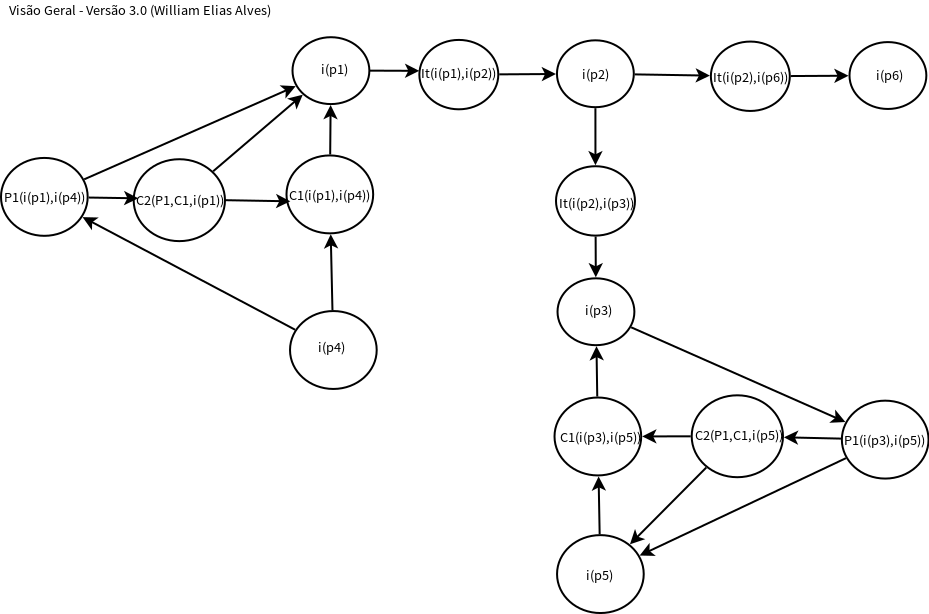 Visão Geral - Versão 3.0 (William Elias Alves)
i(p1)
It(i(p1),i(p2))
i(p2)
It(i(p2),i(p6))
i(p6)
P1(i(p1),i(p4))
C2(P1,C1,i(p1))
C1(i(p1),i(p4))
It(i(p2),i(p3))
i(p3)
i(p4)
C1(i(p3),i(p5))
C2(P1,C1,i(p5))
P1(i(p3),i(p5))
i(p5)